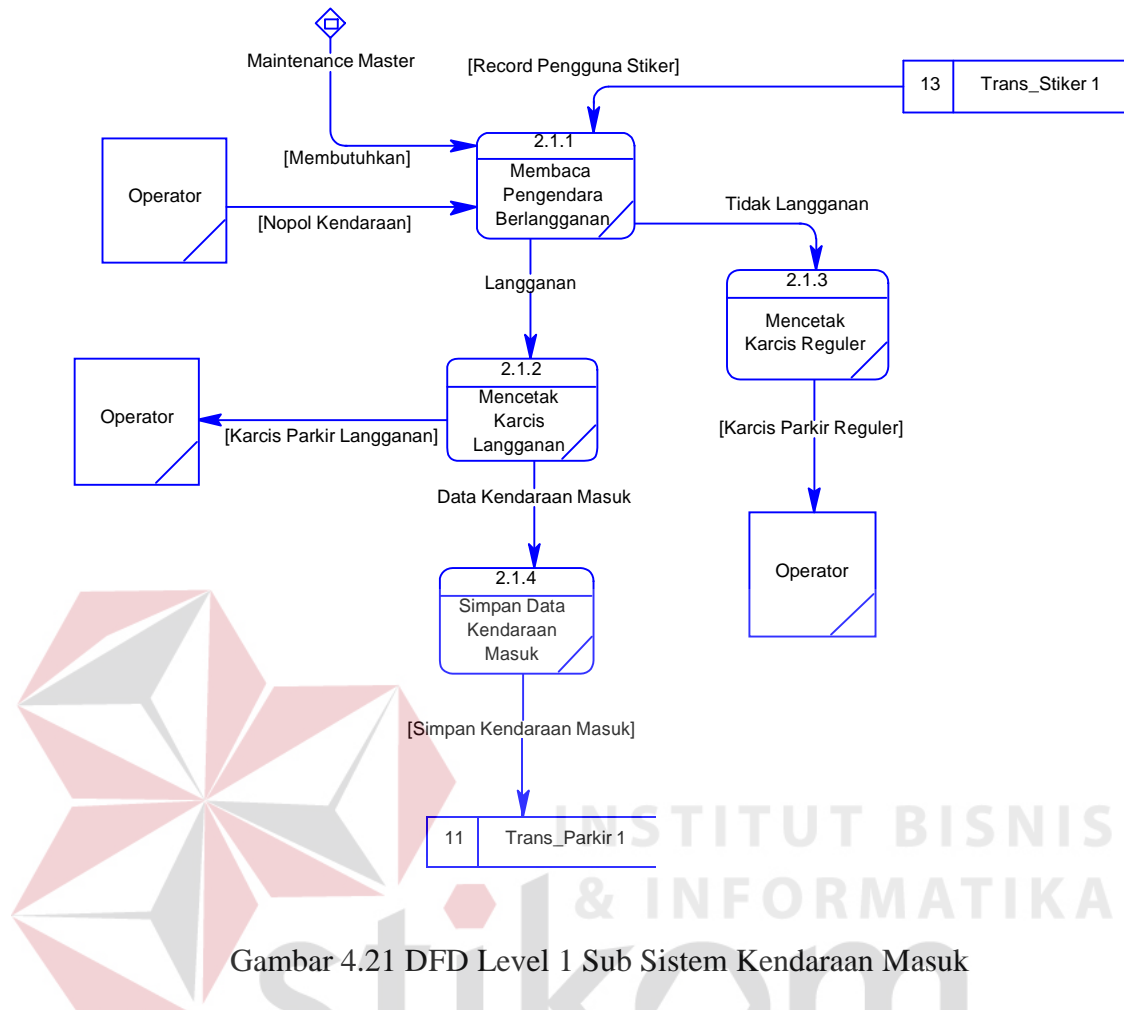 Maintenance Master
[Record Pengguna Stiker]
13
Trans_Stiker 1
[Membutuhkan]
2.1.1
Membaca
Pengendara
Berlangganan
Operator
[Nopol Kendaraan]
Tidak Langganan
Langganan
2.1.3
Mencetak
Karcis Reguler
2.1.2
Mencetak
Karcis
Langganan
Operator
[Karcis Parkir Langganan]
[Karcis Parkir Reguler]
Data Kendaraan Masuk
Operator
2.1.4
Simpan Data
Kendaraan
Masuk
[Simpan Kendaraan Masuk]
11
Trans_Parkir 1
INSTITUT BISNIS
& INFORMATIKA
stikom
Gambar 4.21 DFD Level 1 Sub Sistem Kendaraan Masuk